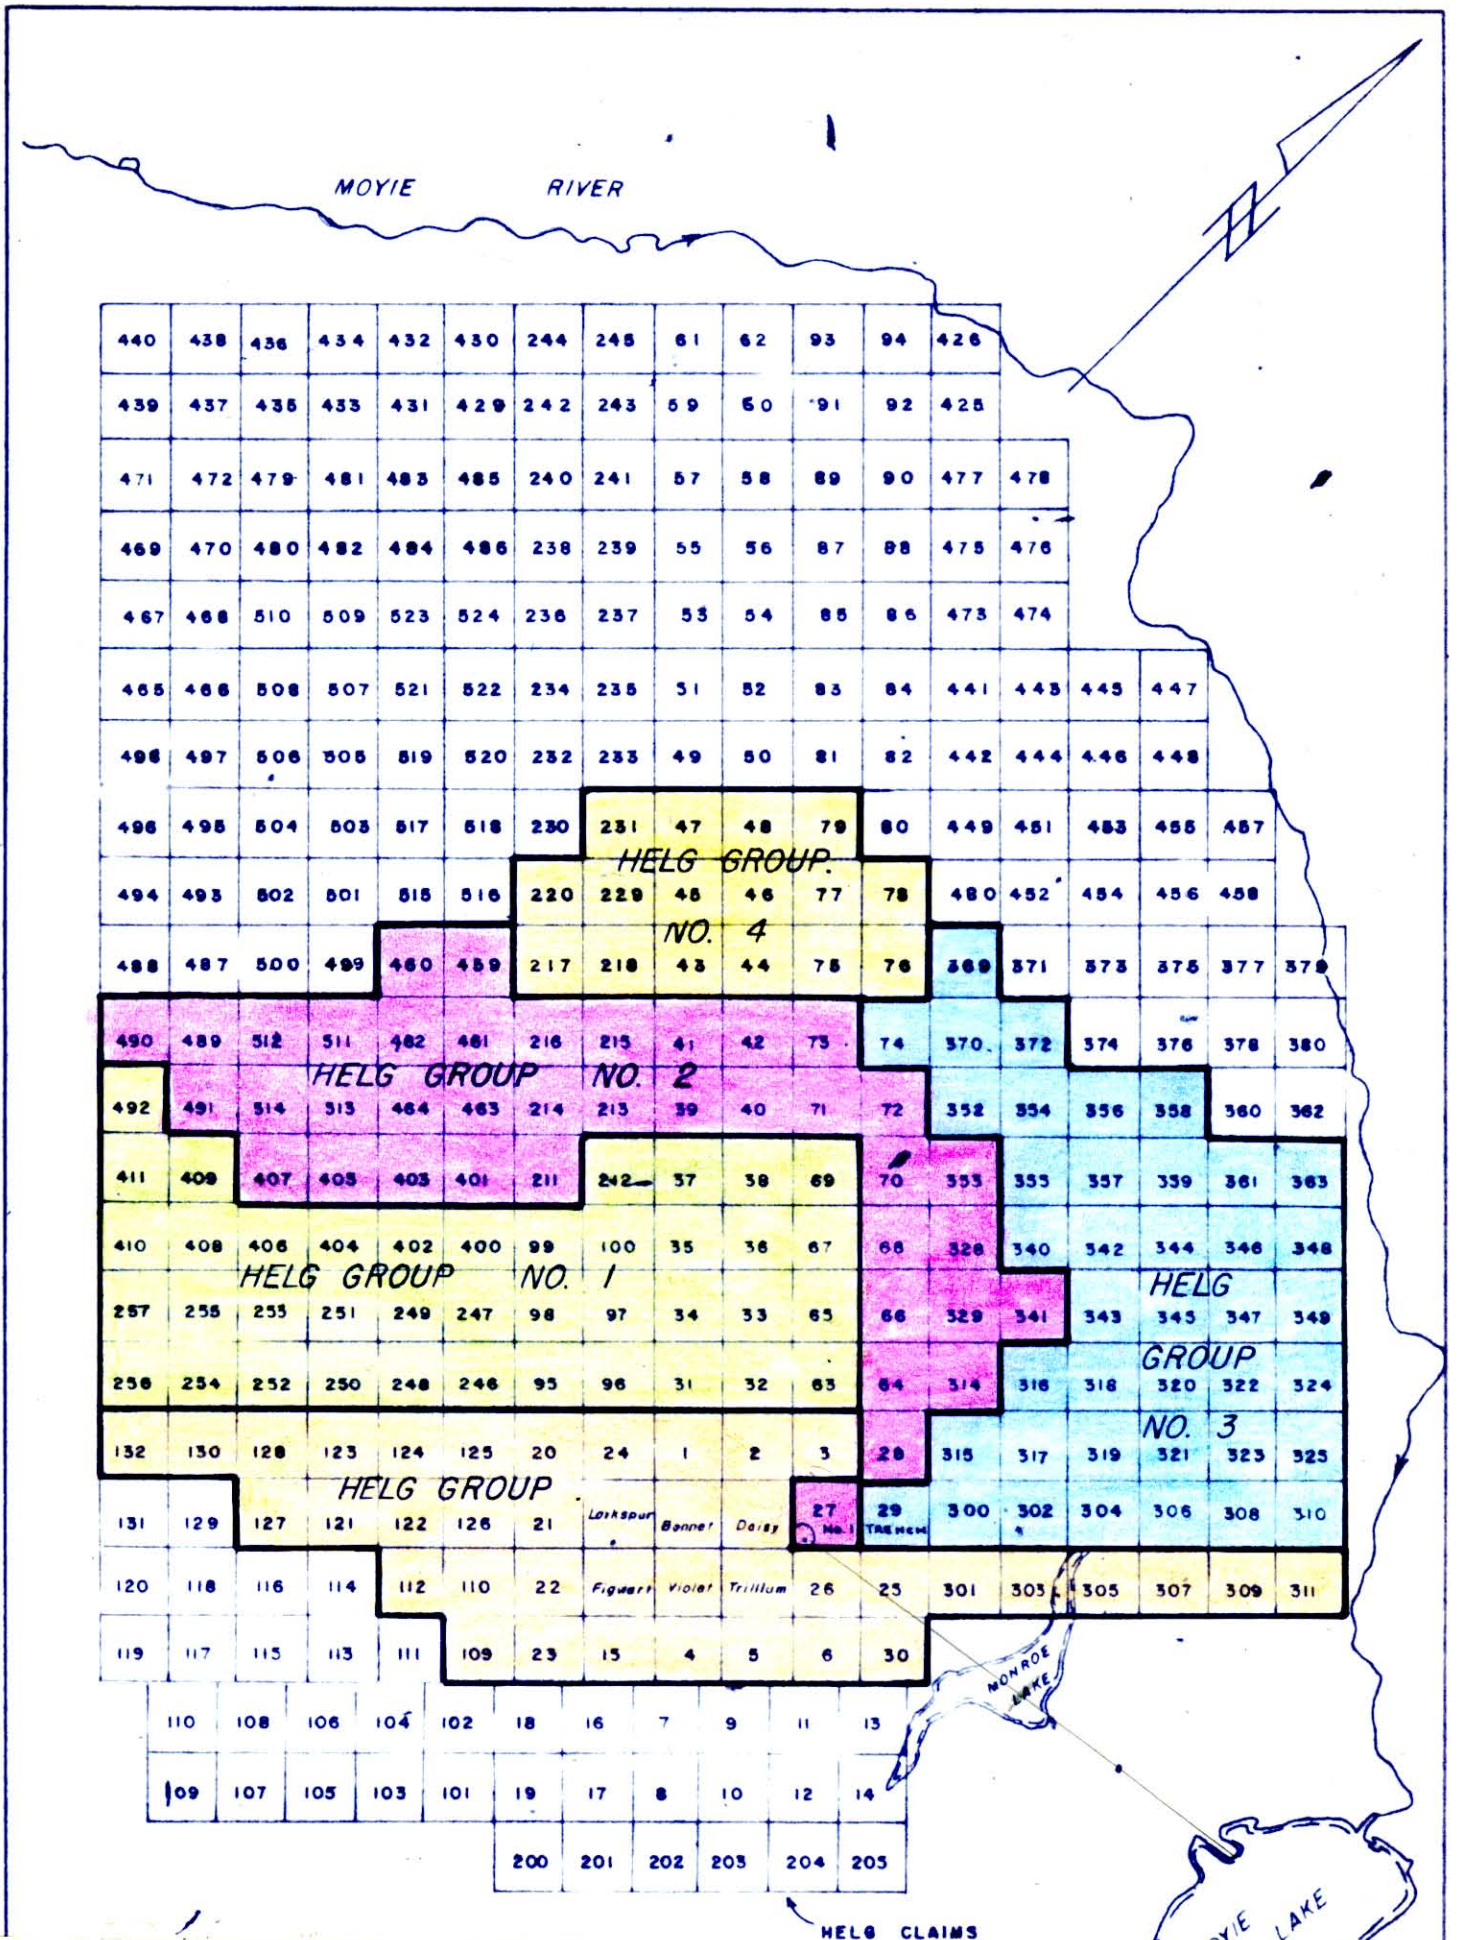 MOYIE RIVER
N
440 438 436 434 432 430 244 245 61 62 93 94 426
439 437 435 433 431 429 242 243 59 60 91 92 425
471 472 479 481 483 485 240 241 57 58 89 90 477 478
469 470 480 482 484 486 238 239 55 56 87 88 475 476
467 468 510 509 523 524 236 237 53 54 85 86 473 474
465 466 508 507 521 522 234 235 51 52 83 84 441 443 445 447
498 497 506 505 519 520 232 233 49 50 81 82 442 444 446 448
496 495 504 503 517 518 230 231 47 48 79 80 449 451 453 455 457
HELG GROUP.
494 493 502 501 515 516 220 229 45 46 77 78 450 452 454 456 458
NO. 4
488 487 500 499 460 459 217 218 43 44 75 76 369 371 373 375 377 379
490 489 512 511 462 461 216 215 41 42 73 74 370 372 374 376 378 380
HELG GROUP NO. 2
492 491 514 513 464 463 214 213 39 40 71 72 352 354 356 358 360 362
411 409 407 405 403 401 211 212 37 38 69 70 353 355 357 359 361 363
410 408 406 404 402 400 99 100 35 36 67 68 328 340 342 344 346 348
HELG GROUP NO. 1 HELG
257 255 253 251 249 247 98 97 34 33 65 66 329 341 343 345 347 349
GROUP
256 254 252 250 248 246 95 96 31 32 63 64 314 316 318 320 322 324
NO. 3
132 130 128 123 124 125 20 24 1 2 3 28 315 317 319 321 323 325
HELG GROUP
131 129 127 121 122 126 21 Larkspur Bonnet Daisy 27 29 300 302 304 306 308 310
No. 1 TRENCH
120 118 116 114 112 110 22 Figwart Violet Trillium 26 25 301 303 305 307 309 311
119 117 115 113 111 109 23 15 4 5 6 30
MONROE
LAKE
110 108 106 104 102 18 16 7 9 11 13
109 107 105 103 101 19 17 8 10 12 14
200 201 202 203 204 205
HELG CLAIMS
LAKE